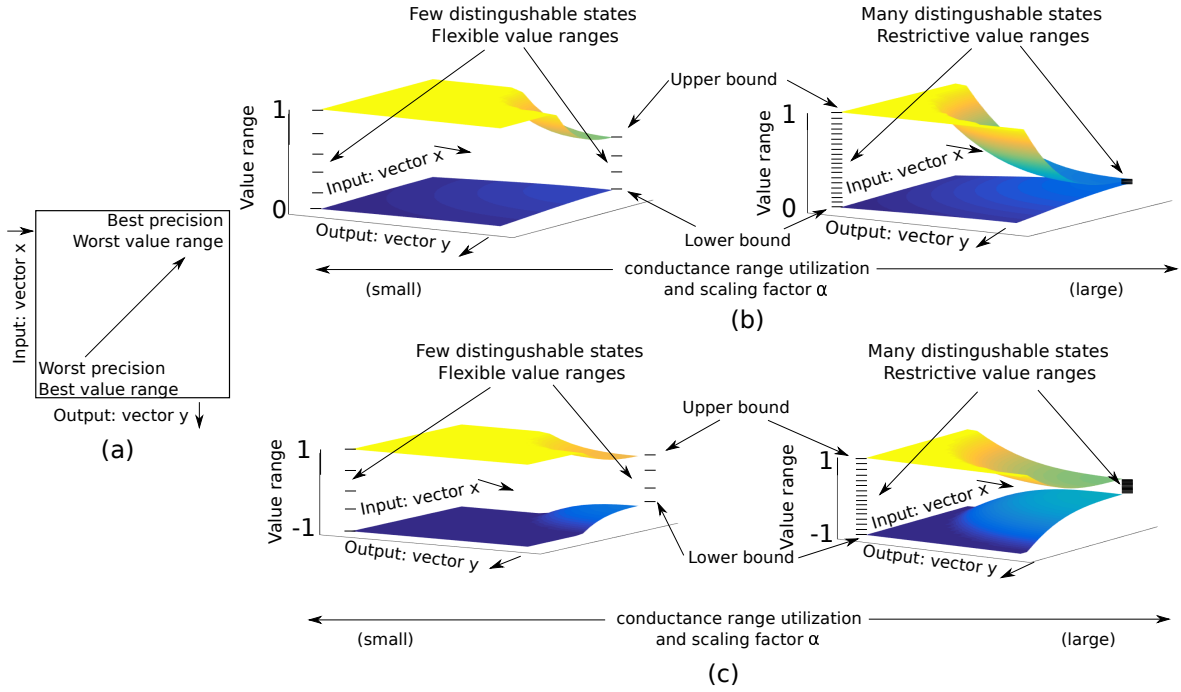 Best precision
Worst value range
Input: vector x
Worst precision
Best value range
Output: vector y
(a)
Few distingushable states
Flexible value ranges
Many distingushable states
Restrictive value ranges
Upper bound
Value range
1
0
Input: vector x
Output: vector y
Value range
1
0
Input: vector x
Output: vector y
Lower bound
conductance range utilization
and scaling factor α
(small)
(large)
(b)
Few distingushable states
Flexible value ranges
Many distingushable states
Restrictive value ranges
Upper bound
Value range
1
-1
Input: vector x
Output: vector y
Value range
1
-1
Input: vector x
Output: vector y
Lower bound
conductance range utilization
and scaling factor α
(small)
(large)
(c)